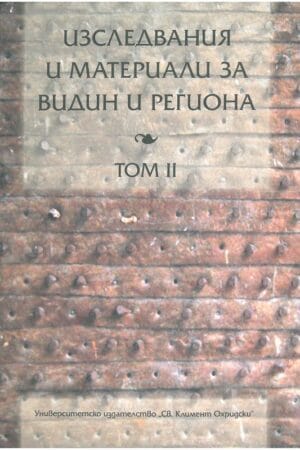 ИЗСЛЕДВАНИЯ
И МАТЕРИАЛИ ЗА
ВИДИН И РЕГИОНА
ТОМ II
Университетско издателство „Св. Климент Охридски“